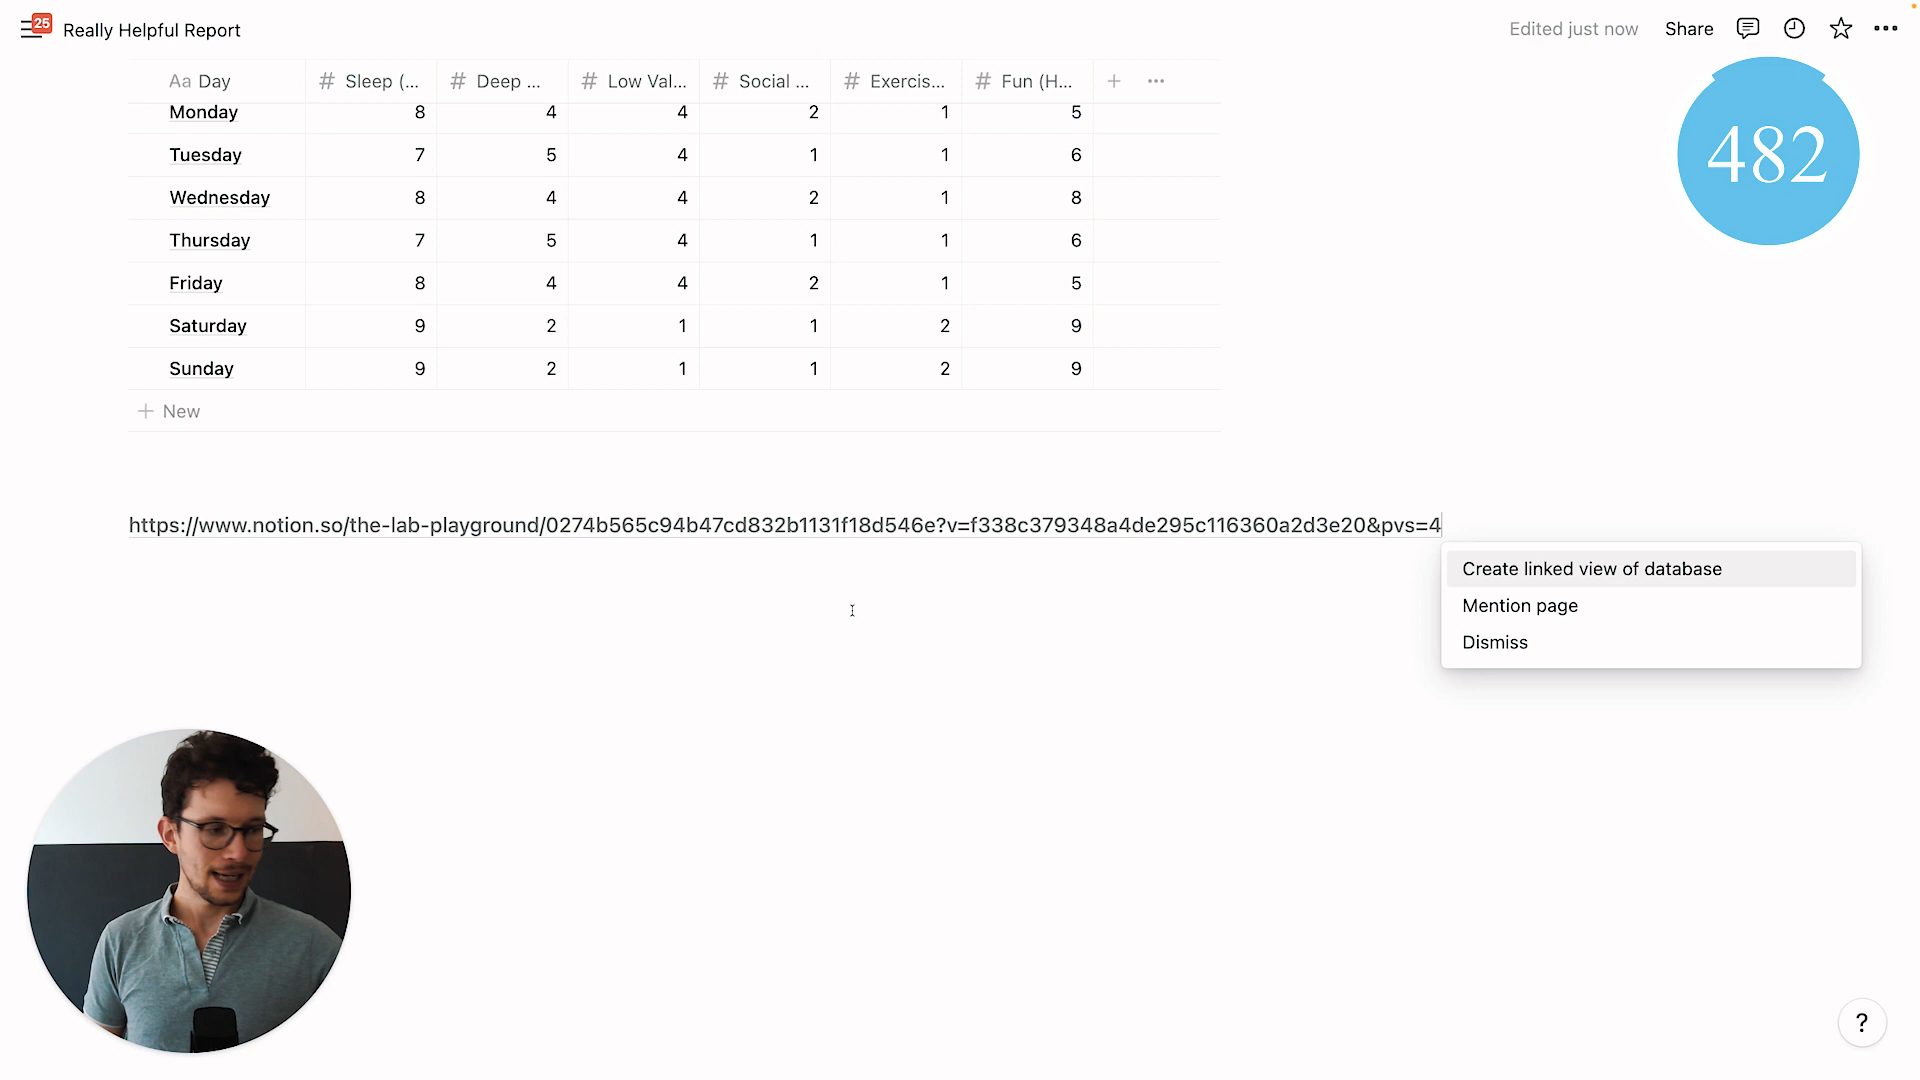 25 Really Helpful Report Edited just now Share
482
Aa Day # Sleep (... # Deep ... # Low Val... # Social ... # Exercis... # Fun (H... + ...
Monday 8 4 4 2 1 5
Tuesday 7 5 4 1 1 6
Wednesday 8 4 4 2 1 8
Thursday 7 5 4 1 1 6
Friday 8 4 4 2 1 5
Saturday 9 2 1 1 2 9
Sunday 9 2 1 1 2 9
+ New
https://www.notion.so/the-lab-playground/0274b565c94b47cd832b1131f18d546e?v=f338c379348a4de295c116360a2d3e20&pvs=4
Create linked view of database
Mention page
Dismiss
?